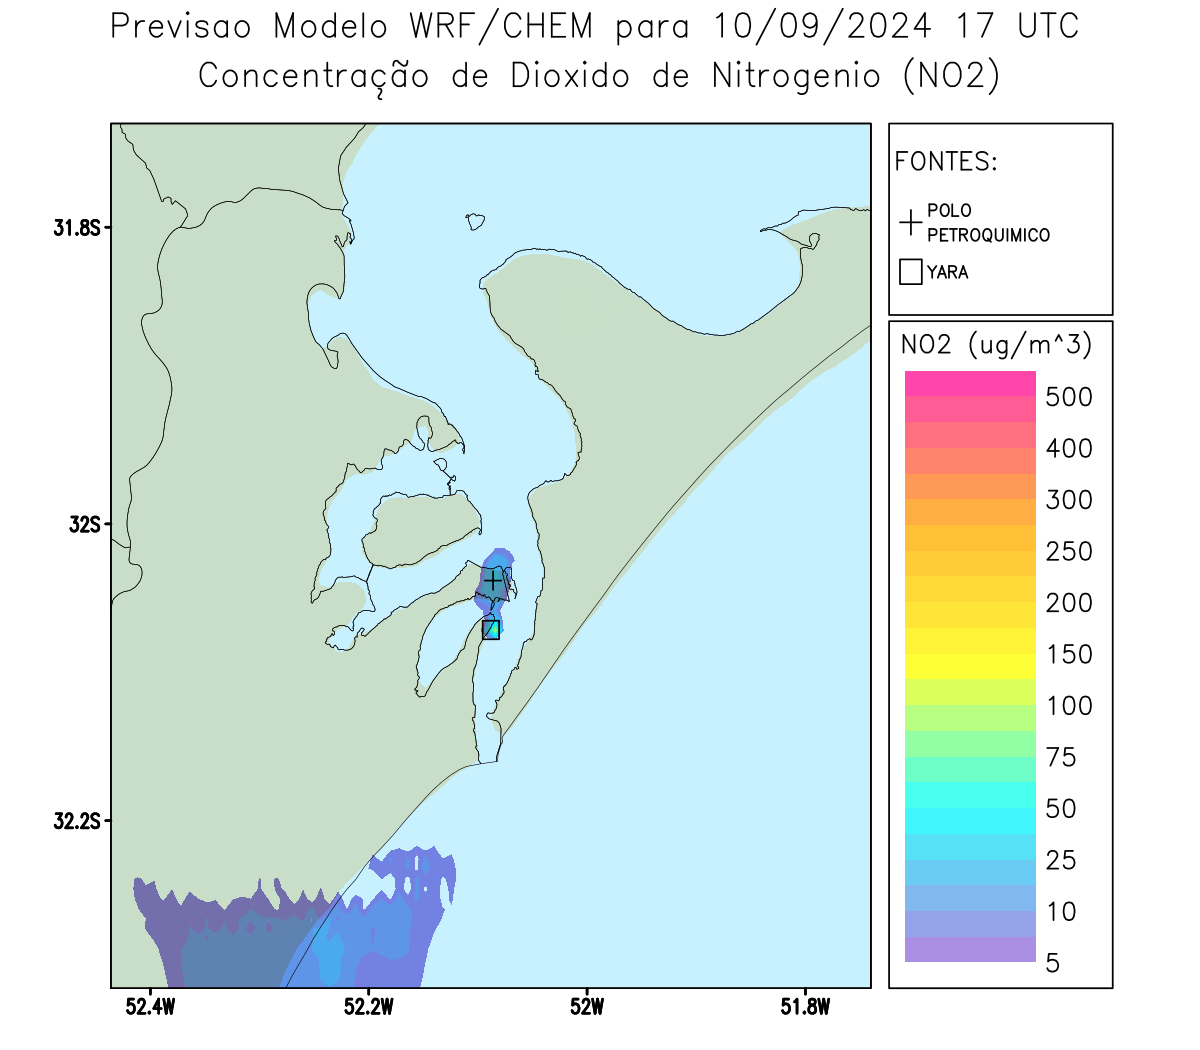 Previsao Modelo WRF/CHEM para 10/09/2024 17 UTC
Concentração de Dioxido de Nitrogenio (NO2)
FONTES:
POLO
PETROQUIMICO
YARA
NO2 (ug/m^3)
500
400
300
250
200
150
100
75
50
25
10
5
31.8S
32S
32.2S
52.4W
52.2W
52W
51.8W